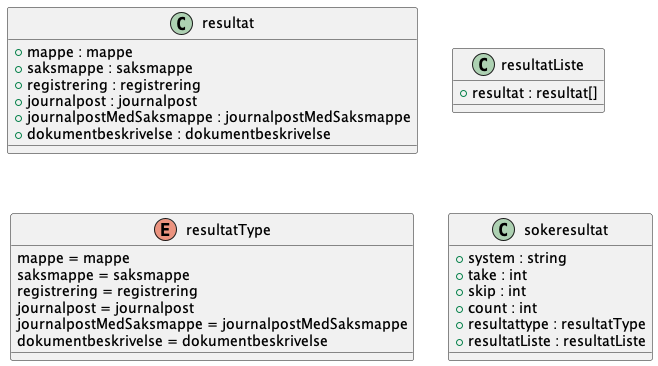 C resultat
mappe : mappe
saksmappe : saksmappe
registrering : registrering
journalpost : journalpost
journalpostMedSaksmappe : journalpostMedSaksmappe
dokumentbeskrivelse : dokumentbeskrivelse
C resultatListe
resultat : resultat[]
E resultatType
mappe = mappe
saksmappe = saksmappe
registrering = registrering
journalpost = journalpost
journalpostMedSaksmappe = journalpostMedSaksmappe
dokumentbeskrivelse = dokumentbeskrivelse
C sokeresultat
system : string
take : int
skip : int
count : int
resultattype : resultatType
resultatListe : resultatListe